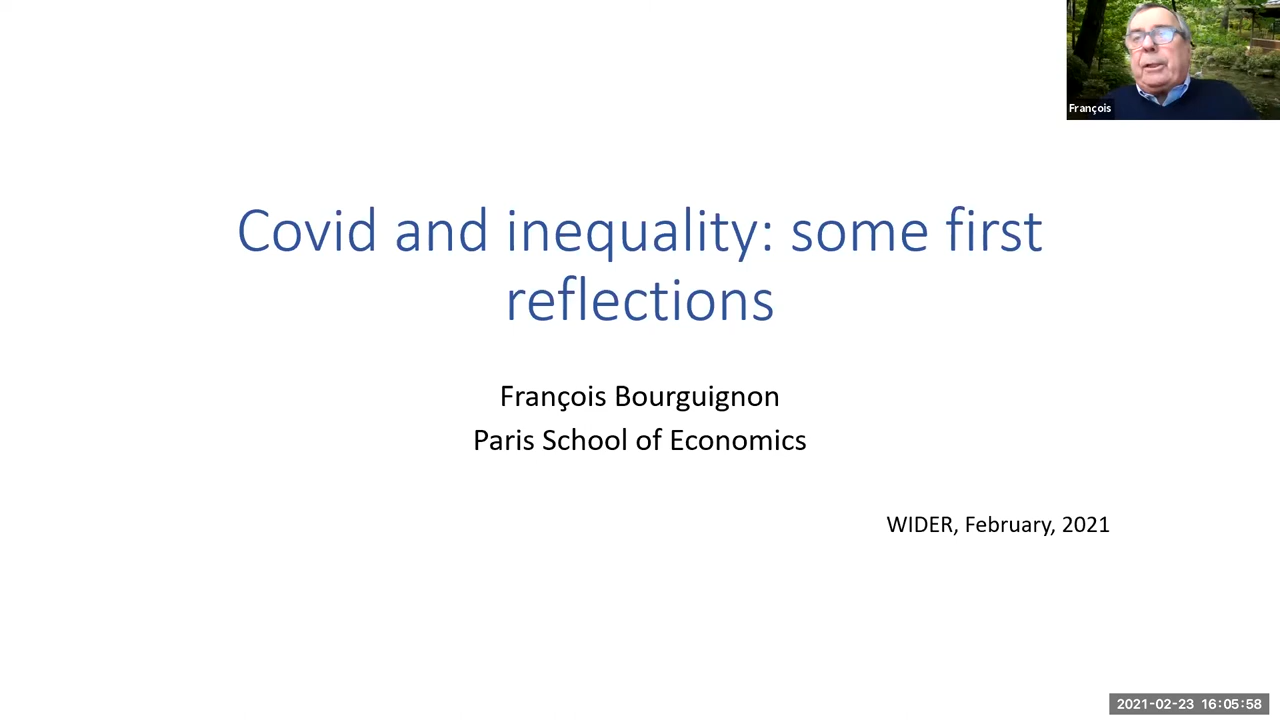 François
Covid and inequality: some first
reflections
François Bourguignon
Paris School of Economics
WIDER, February, 2021
2021-02-23 16:05:58